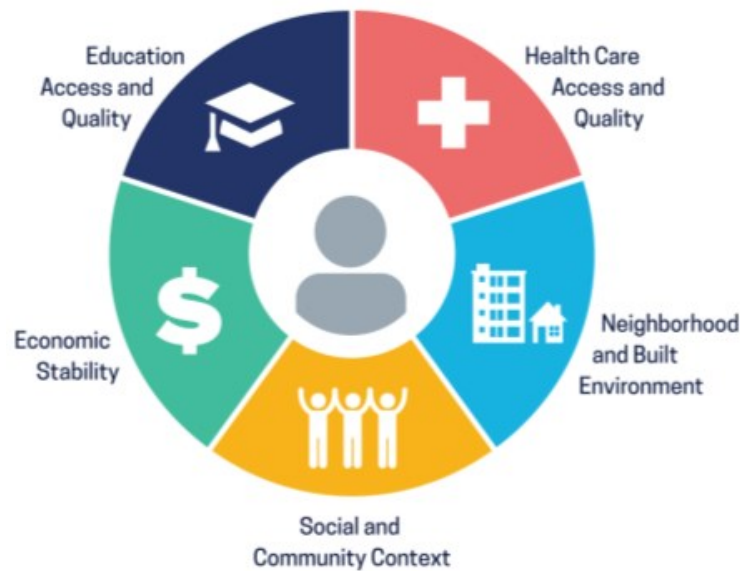 Education
Access and
Quality
Health Care
Access and
Quality
Economic
Stability
Neighborhood
and Built
Environment
Social and
Community Context